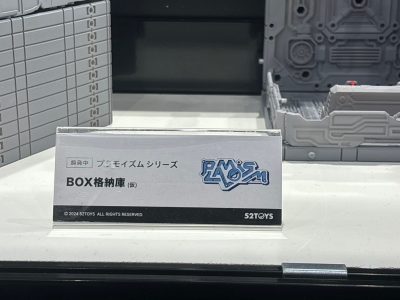 開発中 プラモイズム シリーズ
BOX格納庫 (仮)
PLAMOISM
© 2024 52TOYS ALL RIGHTS RESERVED
52TOYS